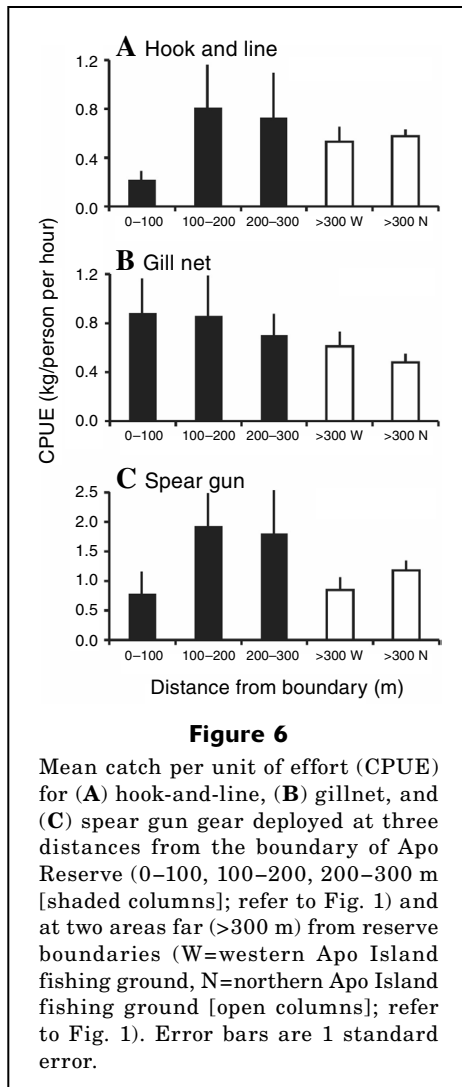 A Hook and line
1.2
0.8
0.4
0.0
0–100 100–200 200–300 >300 W >300 N
B Gill net
1.2
0.8
0.4
0.0
0–100 100–200 200–300 >300 W >300 N
C Spear gun
2.5
2.0
1.5
1.0
0.5
0.0
0–100 100–200 200–300 >300 W >300 N
CPUE (kg/person per hour)
Distance from boundary (m)
Figure 6
Mean catch per unit of effort (CPUE)
for (A) hook-and-line, (B) gillnet, and
(C) spear gun gear deployed at three
distances from the boundary of Apo
Reserve (0–100, 100–200, 200–300 m
[shaded columns]; refer to Fig. 1) and
at two areas far (>300 m) from reserve
boundaries (W=western Apo Island
fishing ground, N=northern Apo Island
fishing ground [open columns]; refer
to Fig. 1). Error bars are 1 standard
error.